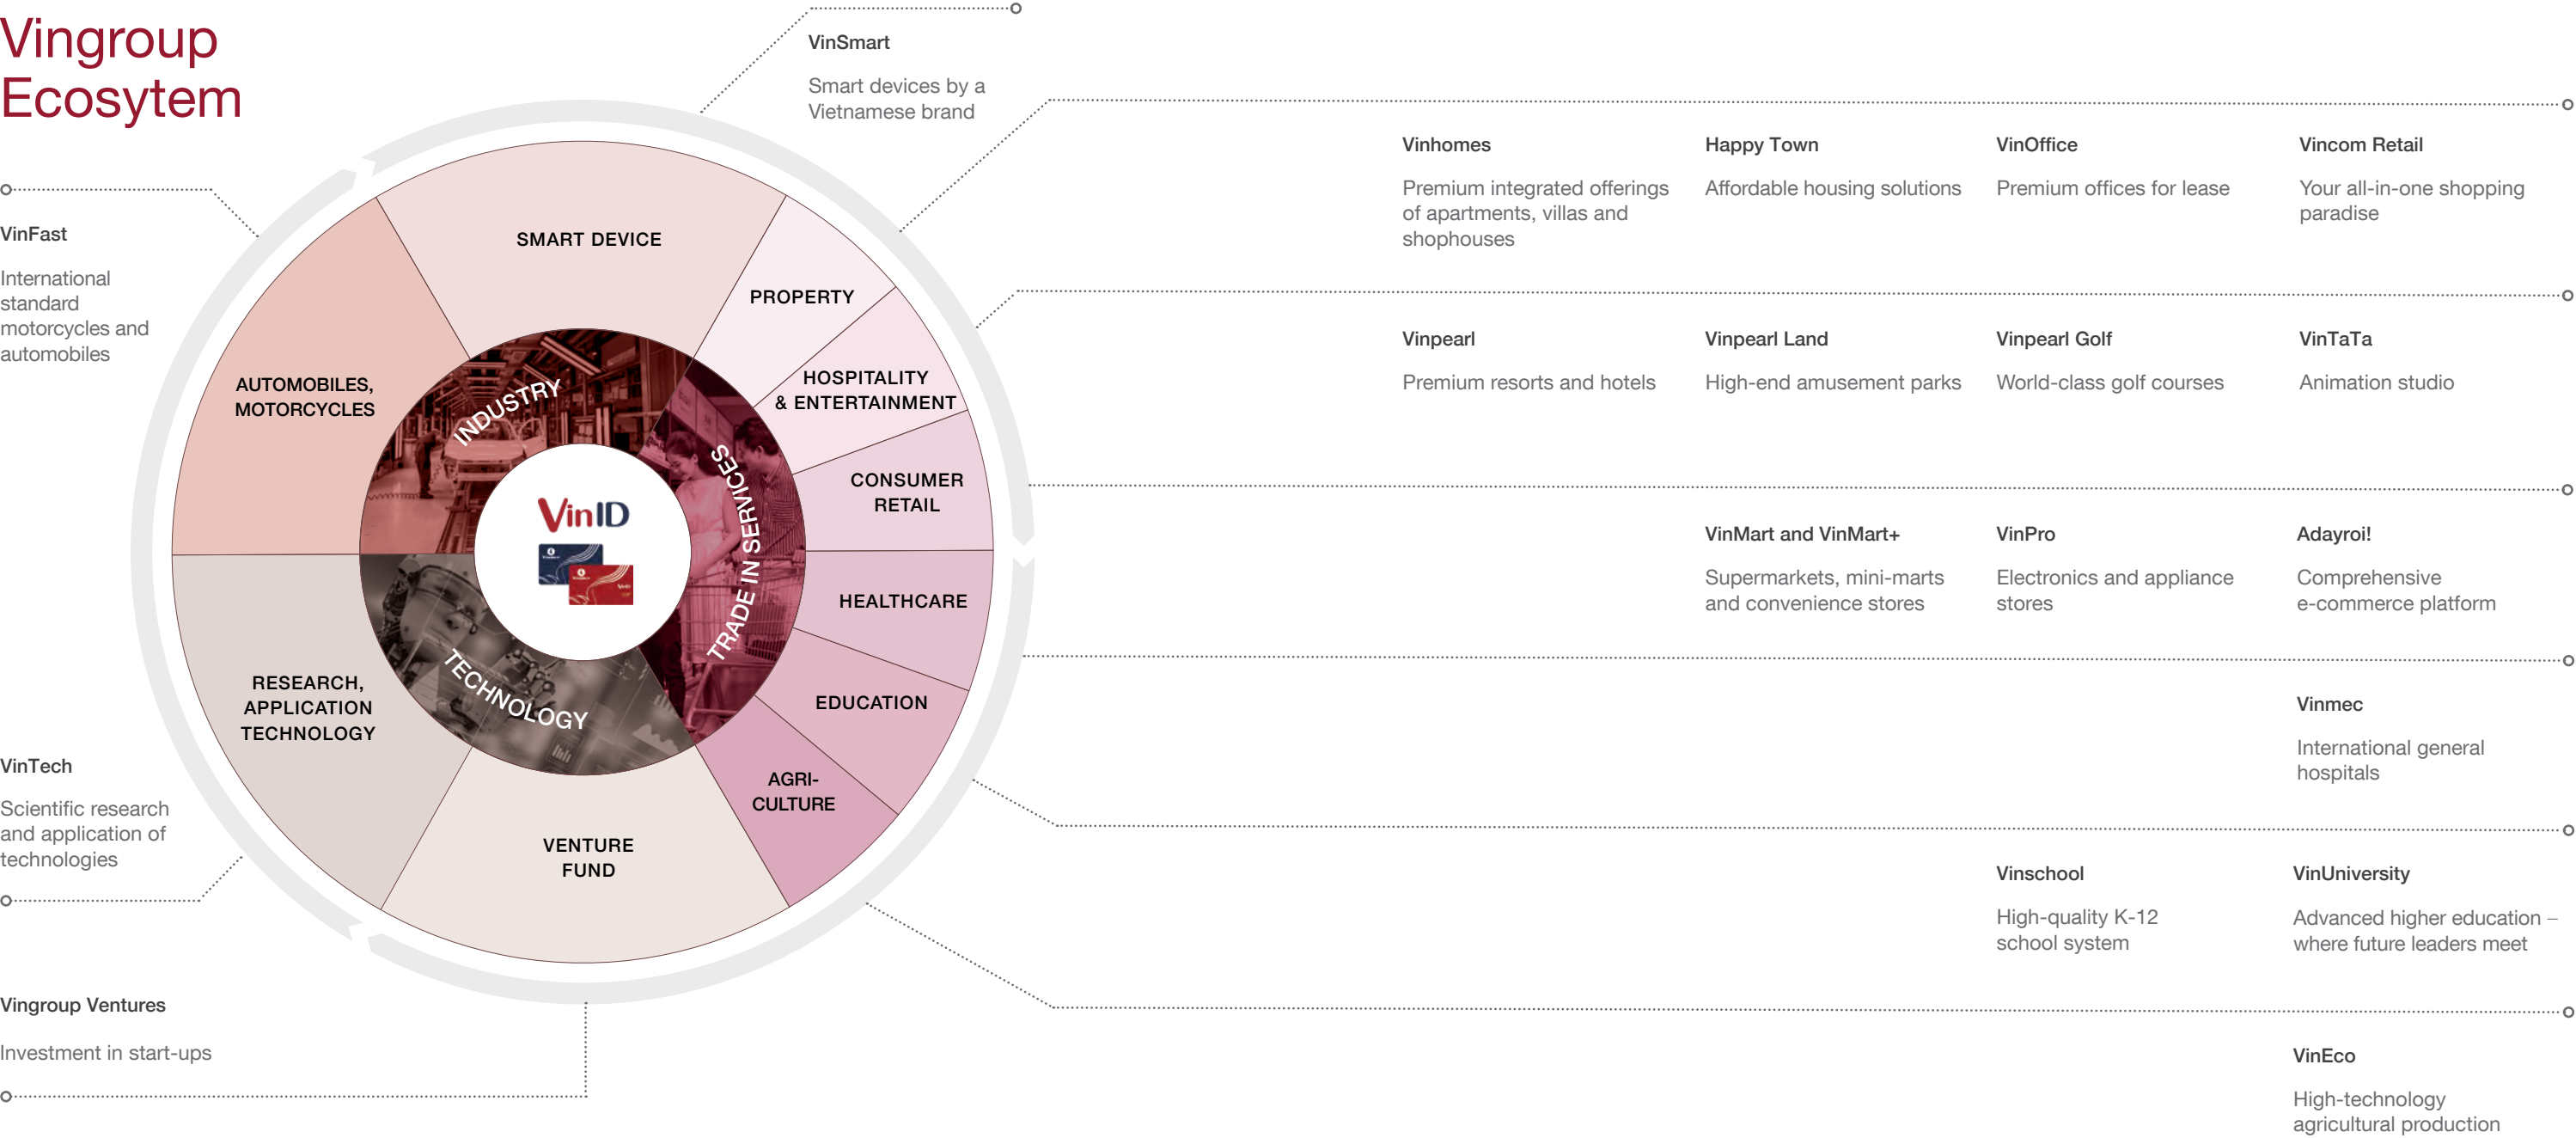 Vingroup
Ecosytem
VinSmart
Smart devices by a
Vietnamese brand
Vinhomes
Premium integrated offerings
of apartments, villas and
shophouses
Happy Town
Affordable housing solutions
VinOffice
Premium offices for lease
Vincom Retail
Your all-in-one shopping
paradise
VinFast
International
standard
motorcycles and
automobiles
SMART DEVICE
PROPERTY
HOSPITALITY
& ENTERTAINMENT
CONSUMER
RETAIL
HEALTHCARE
EDUCATION
AGRI-
CULTURE
VENTURE
FUND
RESEARCH,
APPLICATION
TECHNOLOGY
AUTOMOBILES,
MOTORCYCLES
INDUSTRY
TRADE IN SERVICES
TECHNOLOGY
VinID
Vinpearl
Premium resorts and hotels
Vinpearl Land
High-end amusement parks
Vinpearl Golf
World-class golf courses
VinTaTa
Animation studio
VinMart and VinMart+
Supermarkets, mini-marts
and convenience stores
VinPro
Electronics and appliance
stores
Adayroi!
Comprehensive
e-commerce platform
Vinmec
International general
hospitals
VinTech
Scientific research
and application of
technologies
Vinschool
High-quality K-12
school system
VinUniversity
Advanced higher education –
where future leaders meet
Vingroup Ventures
Investment in start-ups
VinEco
High-technology
agricultural production